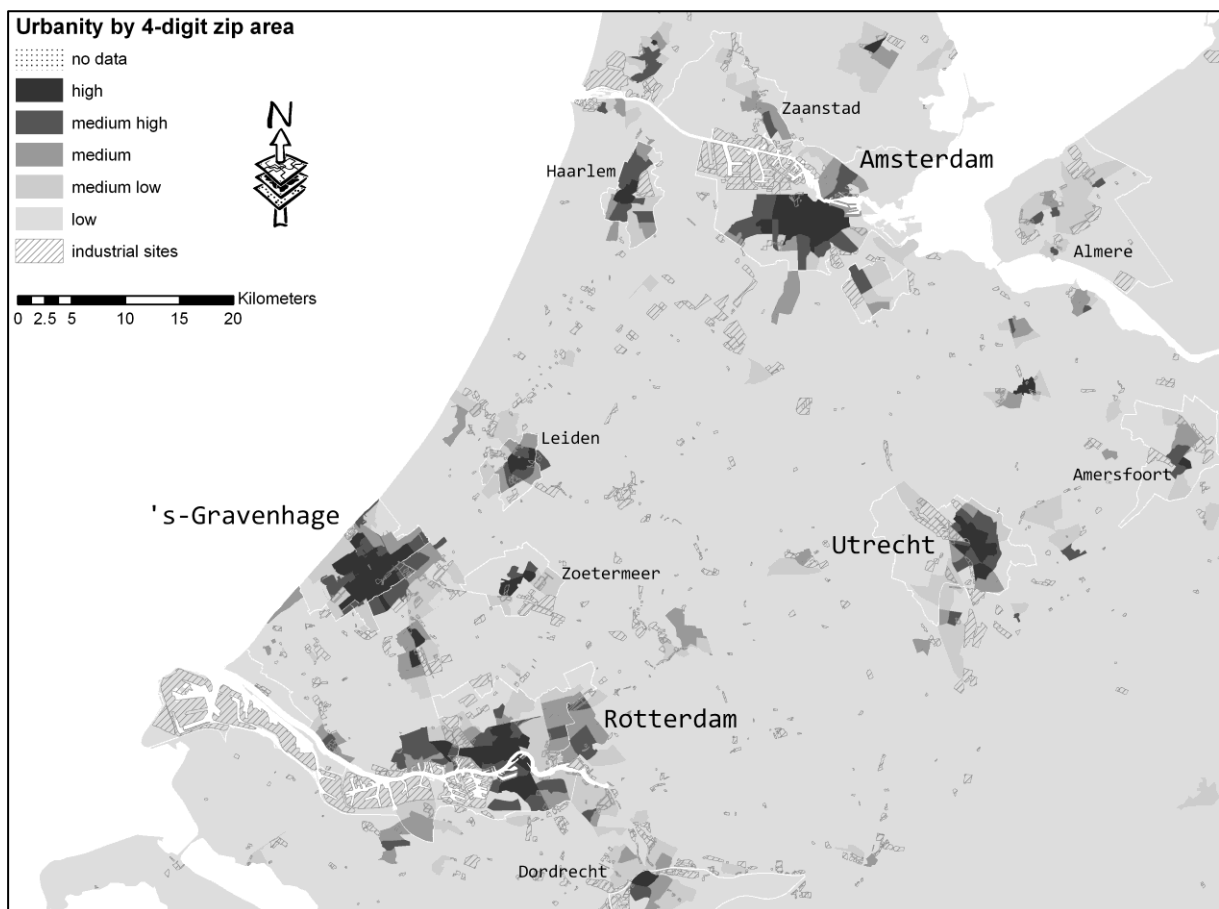 Urbanity by 4-digit zip area
no data
high
medium high
medium
medium low
low
industrial sites
N
Kilometers
0 2.5 5 10 15 20
Zaanstad
Amsterdam
Haarlem
Almere
Leiden
Amersfoort
's-Gravenhage
Utrecht
Zoetermeer
Rotterdam
Dordrecht